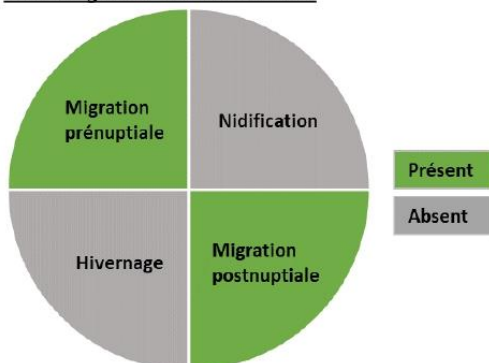 Migration
prénuptiale
Nidification
Présent
Absent
Hivernage
Migration
postnuptiale